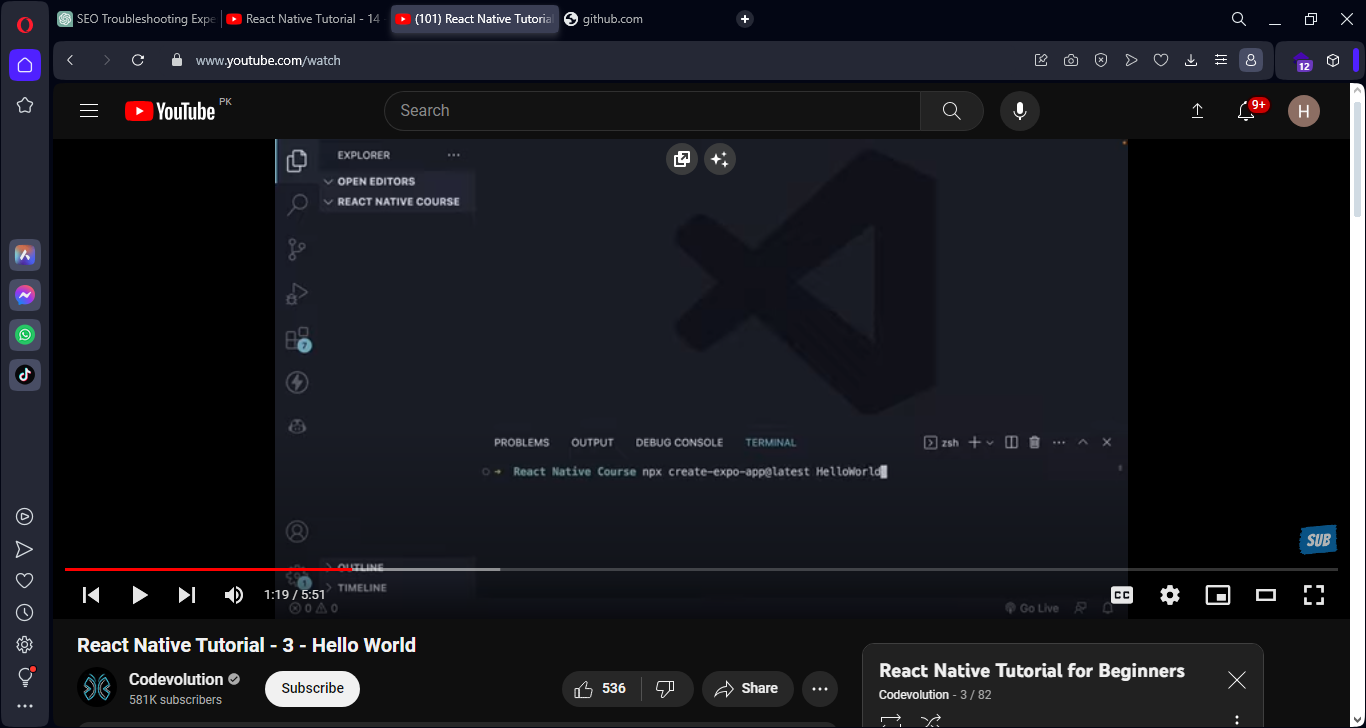 SEO Troubleshooting Expe
React Native Tutorial - 14
(101) React Native Tutoria
github.com
www.youtube.com/watch
12
YouTube PK
Search
9+
H
EXPLORER
OPEN EDITORS
REACT NATIVE COURSE
7
PROBLEMS OUTPUT DEBUG CONSOLE TERMINAL
zsh
React Native Course npx create-expo-app@latest HelloWorld
SUB
OUTLINE
1
TIMELINE
1:19 / 5:51
CC
0 0
Go Live
React Native Tutorial - 3 - Hello World
Codevolution
581K subscribers
Subscribe
536
Share
React Native Tutorial for Beginners
Codevolution - 3 / 82